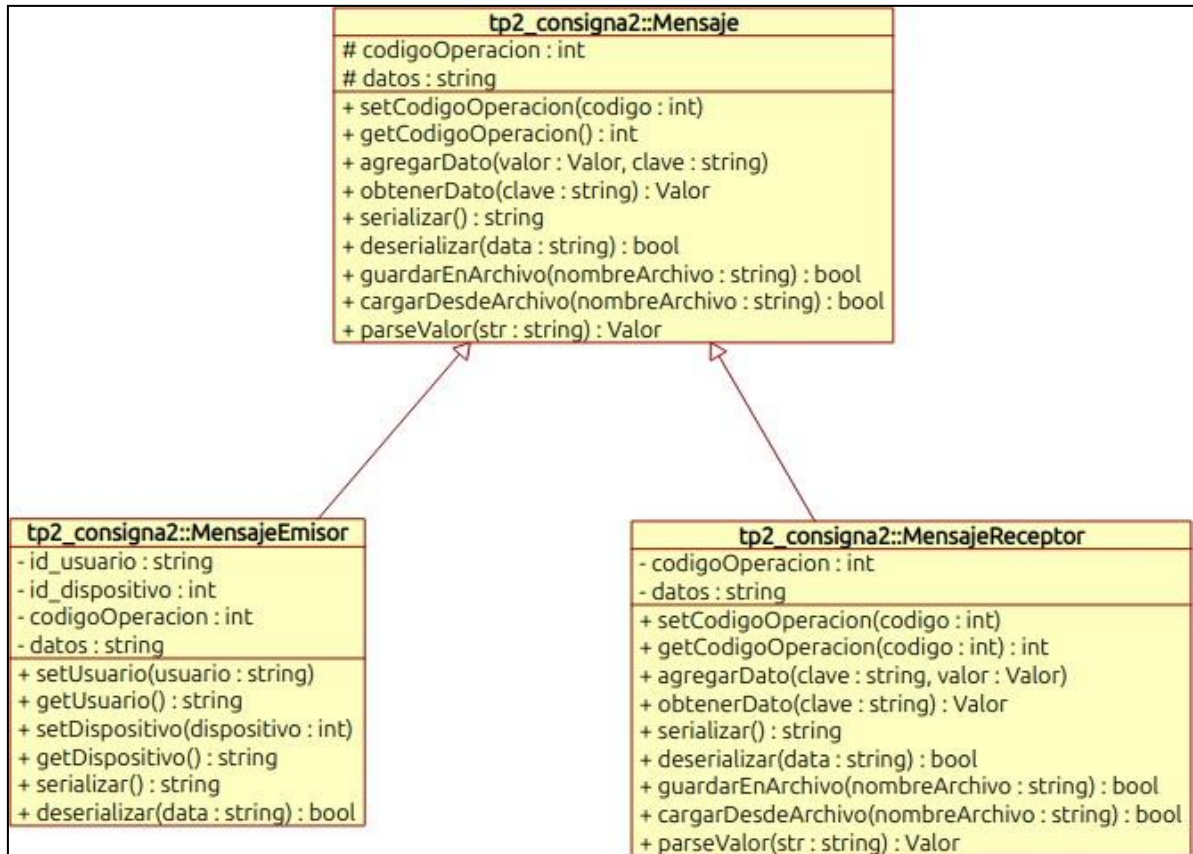 tp2_consigna2::Mensaje
# codigoOperacion : int
# datos : string
+ setCodigoOperacion(codigo : int)
+ getCodigoOperacion() : int
+ agregarDato(valor : Valor, clave : string)
+ obtenerDato(clave : string) : Valor
+ serializar() : string
+ deserializar(data : string) : bool
+ guardarEnArchivo(nombreArchivo : string) : bool
+ cargarDesdeArchivo(nombreArchivo : string) : bool
+ parseValor(str : string) : Valor
tp2_consigna2::MensajeEmisor
- id_usuario : string
- id_dispositivo : int
- codigoOperacion : int
- datos : string
+ setUsuario(usuario : string)
+ getUsuario() : string
+ setDispositivo(dispositivo : int)
+ getDispositivo() : string
+ serializar() : string
+ deserializar(data : string) : bool
tp2_consigna2::MensajeReceptor
- codigoOperacion : int
- datos : string
+ setCodigoOperacion(codigo : int)
+ getCodigoOperacion(codigo : int) : int
+ agregarDato(clave : string, valor : Valor)
+ obtenerDato(clave : string) : Valor
+ serializar() : string
+ deserializar(data : string) : bool
+ guardarEnArchivo(nombreArchivo : string) : bool
+ cargarDesdeArchivo(nombreArchivo : string) : bool
+ parseValor(str : string) : Valor